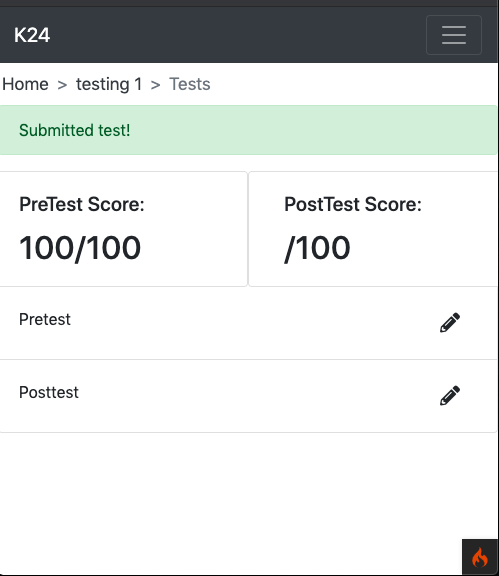 K24
Home > testing 1 > Tests
Submitted test!
PreTest Score:
100/100
PostTest Score:
/100
Pretest
Posttest